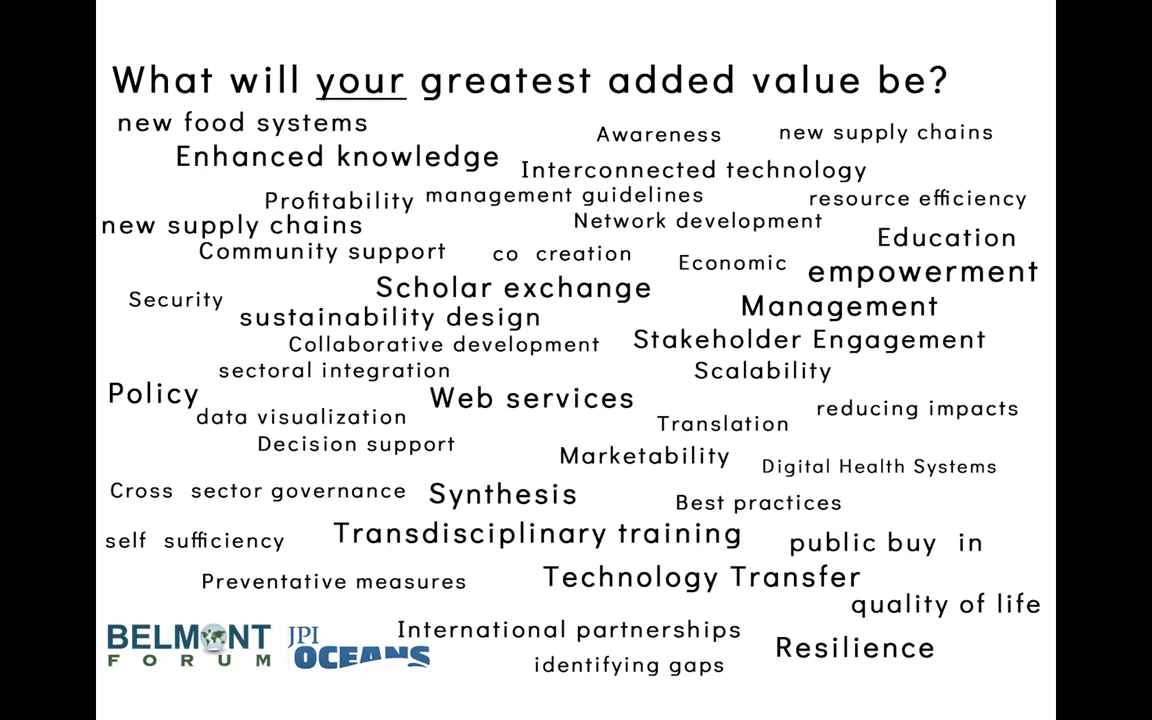 What will your greatest added value be?
new food systems
Awareness
new supply chains
Enhanced knowledge
Interconnected technology
Profitability
management guidelines
resource efficiency
new supply chains
Network development
Education
Community support
co creation
Economic
empowerment
Scholar exchange
Security
Management
sustainability design
Collaborative development
Stakeholder Engagement
sectoral integration
Scalability
Policy
Web services
reducing impacts
data visualization
Translation
Decision support
Marketability
Digital Health Systems
Cross sector governance
Synthesis
Best practices
self sufficiency
Transdisciplinary training
public buy in
Preventative measures
Technology Transfer
quality of life
BELMONT
FORUM
JPI
OCEANS
International partnerships
Resilience
identifying gaps